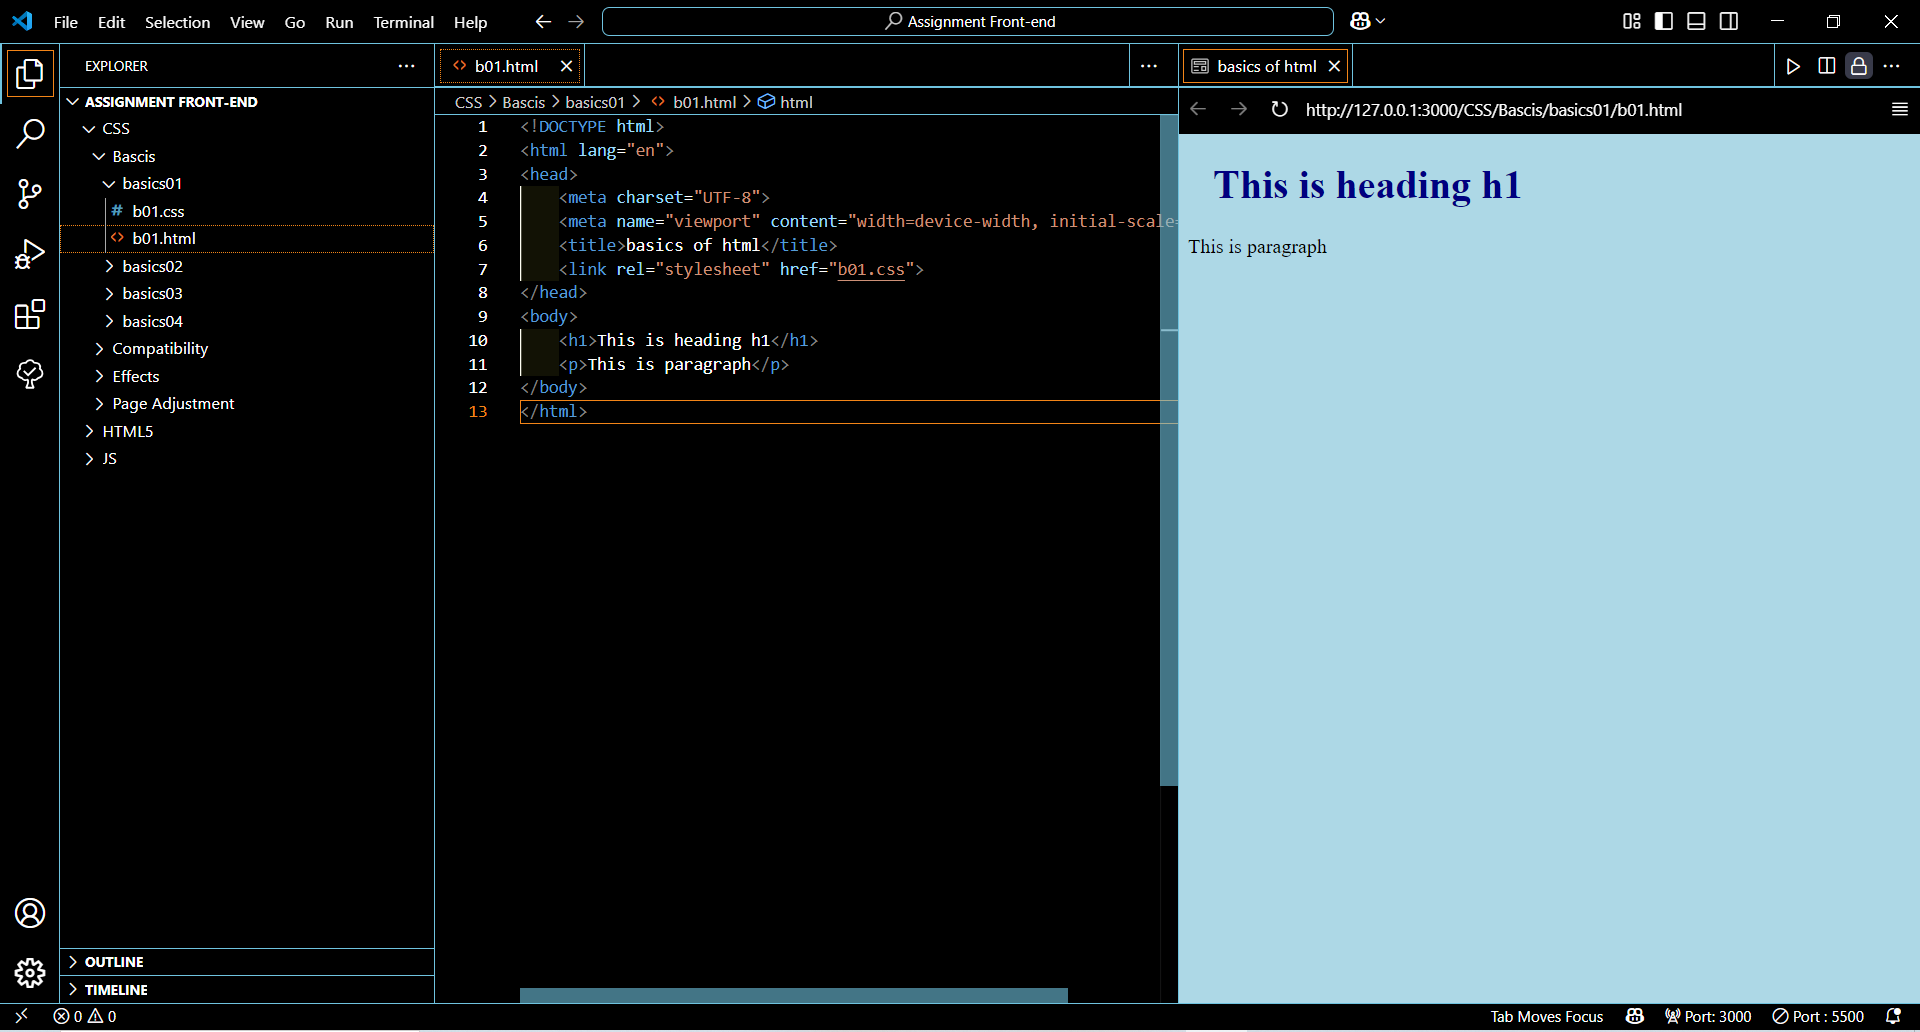 File Edit Selection View Go Run Terminal Help
Assignment Front-end
EXPLORER
ASSIGNMENT FRONT-END
CSS
Bascis
basics01
# b01.css
<> b01.html
basics02
basics03
basics04
Compatibility
Effects
Page Adjustment
HTML5
JS
OUTLINE
TIMELINE
<> b01.html
CSS > Bascis > basics01 > <> b01.html > html
1 <!DOCTYPE html>
2 <html lang="en">
3 <head>
4 <meta charset="UTF-8">
5 <meta name="viewport" content="width=device-width, initial-scale=
6 <title>basics of html</title>
7 <link rel="stylesheet" href="b01.css">
8 </head>
9 <body>
10 <h1>This is heading h1</h1>
11 <p>This is paragraph</p>
12 </body>
13 </html>
basics of html
http://127.0.0.1:3000/CSS/Bascis/basics01/b01.html
This is heading h1
This is paragraph
0 0
Tab Moves Focus Port: 3000 Port : 5500